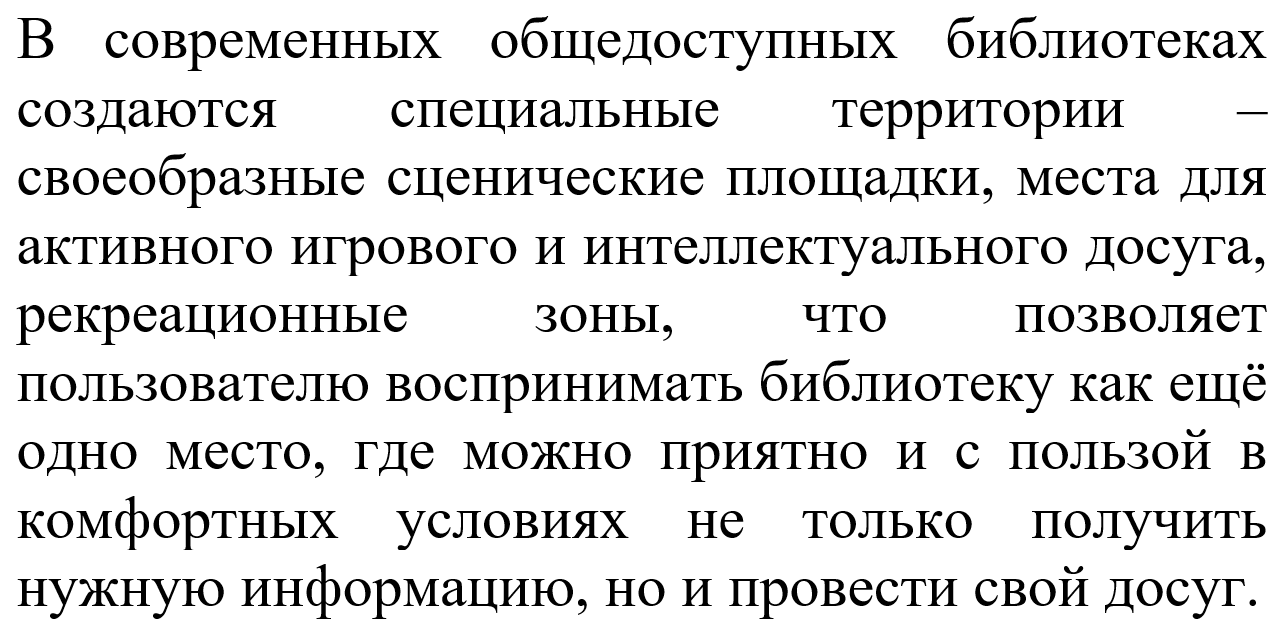 В современных общедоступных библиотеках
создаются специальные территории –
своеобразные сценические площадки, места для
активного игрового и интеллектуального досуга,
рекреационные зоны, что позволяет
пользователю воспринимать библиотеку как ещё
одно место, где можно приятно и с пользой в
комфортных условиях не только получить
нужную информацию, но и провести свой досуг.